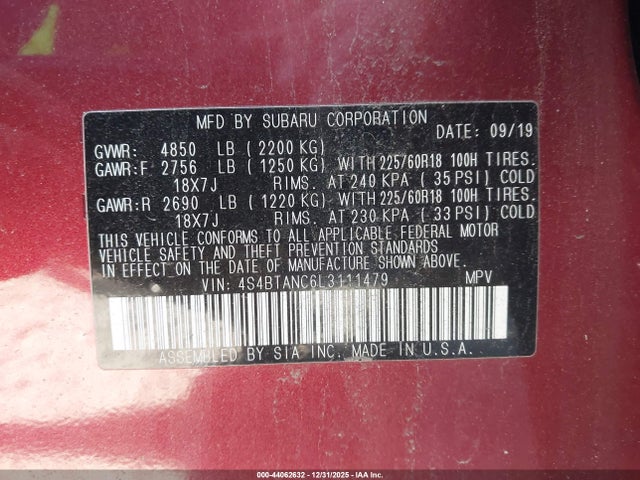 MFD BY SUBARU CORPORATION
DATE: 09/19
GVWR: 4850 LB (2200 KG)
GAWR:F 2756 LB (1250 KG) WITH 225/60R18 100H TIRES.
18X7J RIMS. AT 240 KPA (35 PSI) COLD
GAWR:R 2690 LB (1220 KG) WITH 225/60R18 100H TIRES.
18X7J RIMS. AT 230 KPA (33 PSI) COLD
THIS VEHICLE CONFORMS TO ALL APPLICABLE FEDERAL MOTOR
VEHICLE SAFETY AND THEFT PREVENTION STANDARDS
IN EFFECT ON THE DATE OF MANUFACTURE SHOWN ABOVE.
VIN: 4S4BTANC6L3111479 MPV
ASSEMBLED BY SIA INC. MADE IN U.S.A.
000-44062632 - 12/31/2025 - IAA Inc.